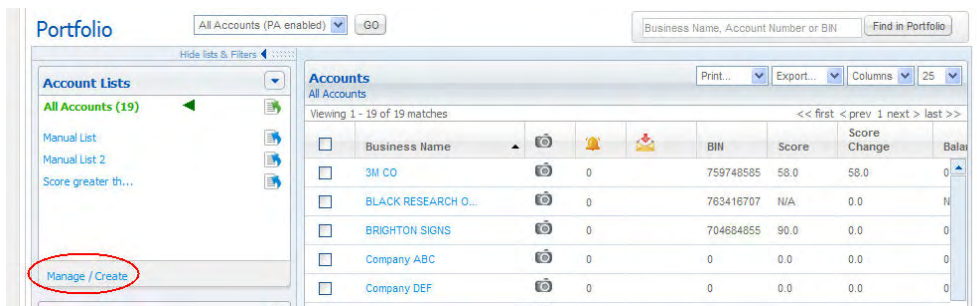 Portfolio
All Accounts (PA enabled) GO
Business Name, Account Number or BIN Find in Portfolio
Hide lists & Filters
Account Lists
All Accounts (19)
Manual List
Manual List 2
Score greater th...
Manage / Create
Accounts Print... Export... Columns 25
All Accounts
Viewing 1 - 19 of 19 matches << first < prev 1 next > last >>
Business Name BIN Score Score Change Balan
3M CO 0 759748585 58.0 58.0 0
BLACK RESEARCH O... 0 763416707 N/A 0.0 N
BRIGHTON SIGNS 0 704684855 90.0 0.0 0
Company ABC 0 0 0.0 0.0 0
Company DEF 0 0 0.0 0.0 0